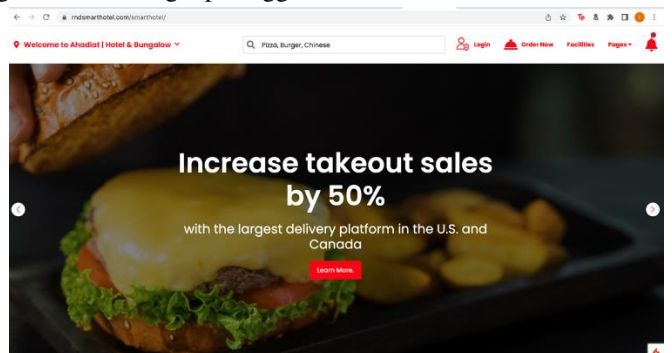 rndsmarthotel.com/smarthotel/
Welcome to Ahadiat | Hotel & Bungalow
Pizza, Burger, Chinese
Login
Order Now
Facilities
Pages
Increase takeout sales
by 50%
with the largest delivery platform in the U.S. and
Canada
Learn More.